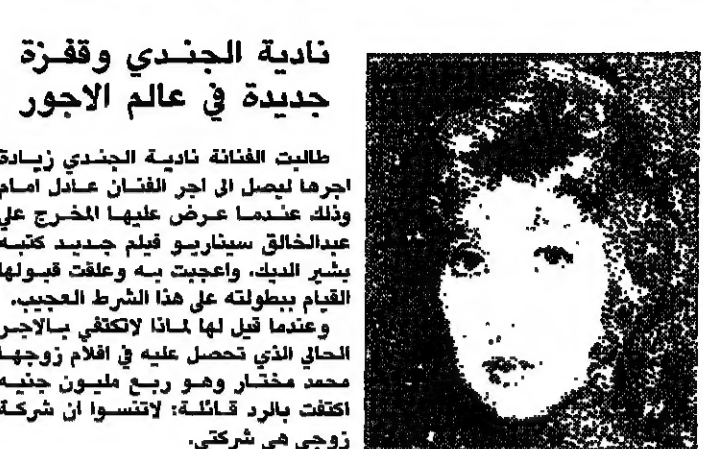 نادية الجندي وقفزة
جديدة في عالم الاجور
طالبت الفنانة نادية الجندي زيادة
اجرها ليصل الى اجر الفنان عادل امام
وذلك عندما عرض عليها المخرج علي
عبدالخالق سيناريو فيلم جديد كتبه
بشير الديك، واعجبت به وعلقت قبولها
القيام ببطولته على هذا الشرط العجيب.
وعندما قيل لها لماذا لاتكتفي بالاجر
الحالي الذي تحصل عليه في افلام زوجها
محمد مختار وهو ربع مليون جنيه
اكتفت بالرد قائلة: لاتنسوا ان شركة
زوجي هي شركتي.